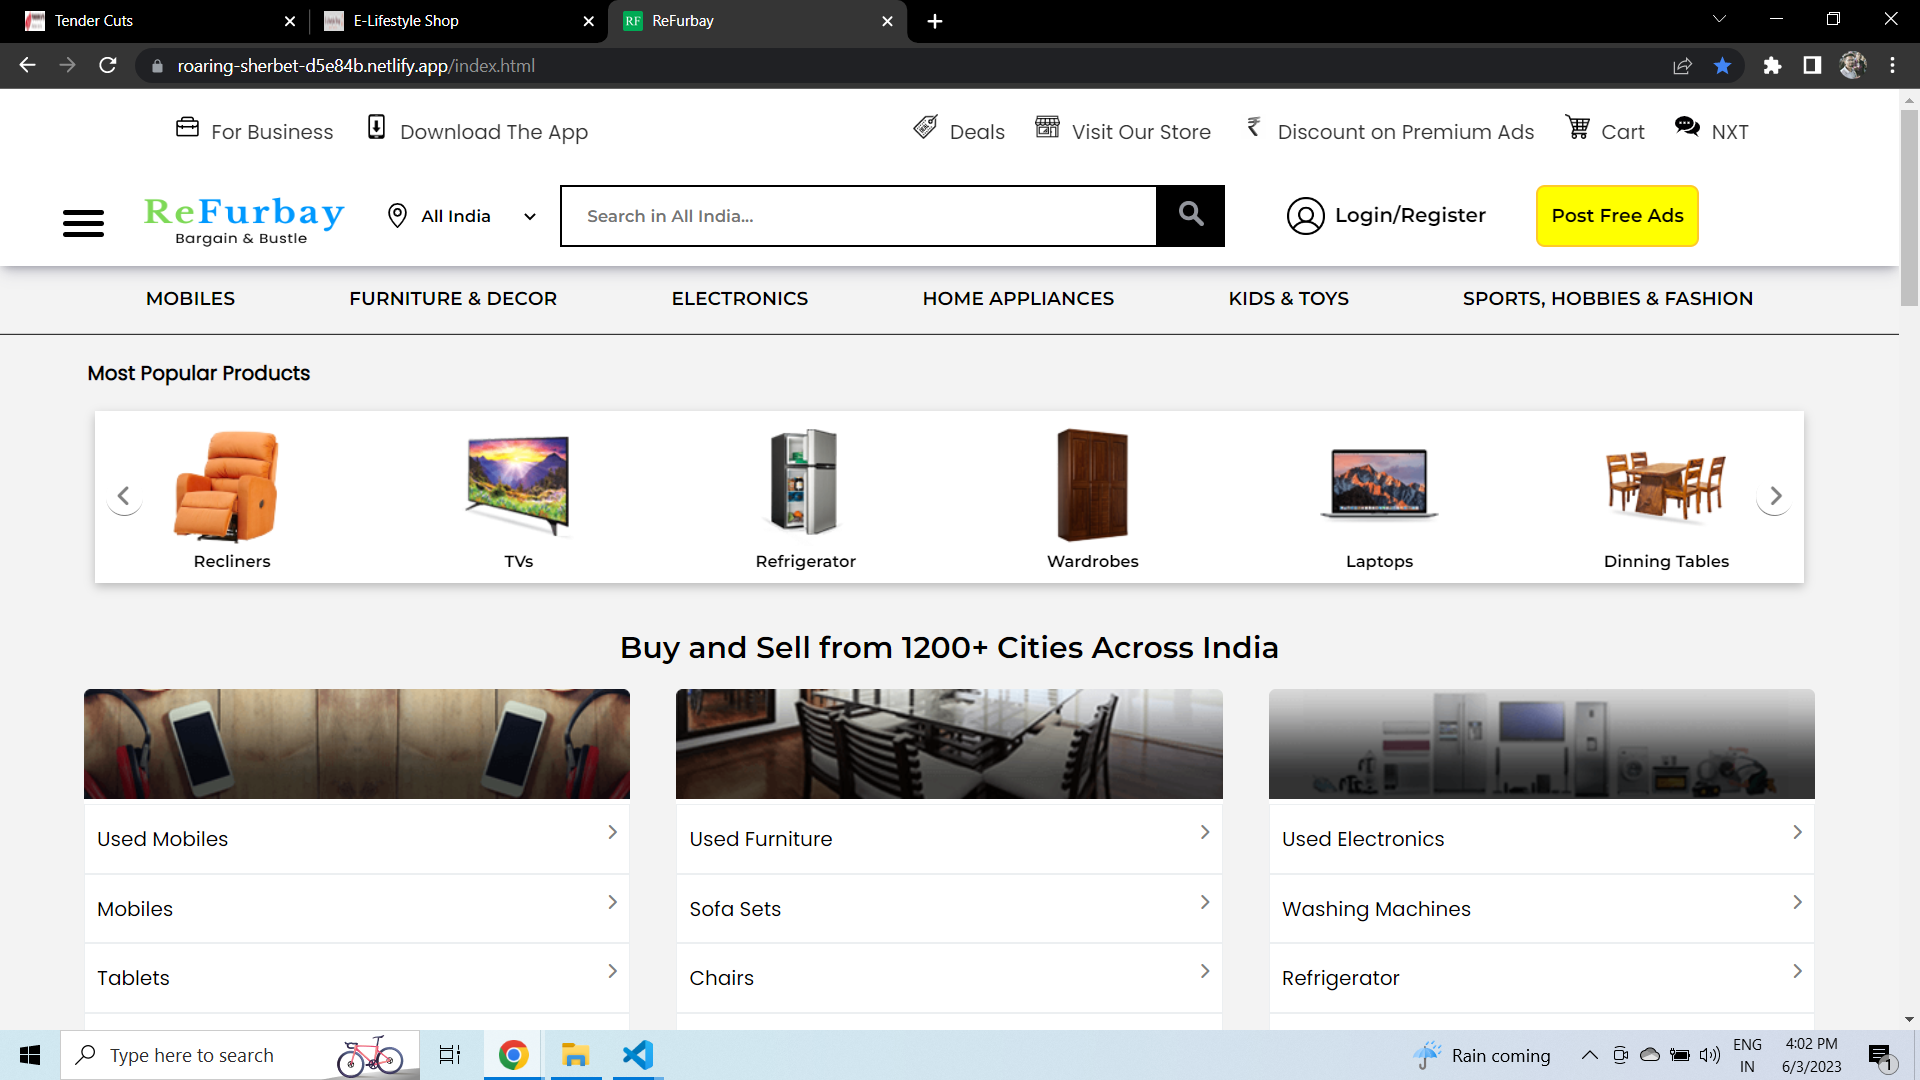 Tender Cuts
E-Lifestyle Shop
RF ReFurbay
roaring-sherbet-d5e84b.netlify.app/index.html
For Business
Download The App
Deals
Visit Our Store
₹ Discount on Premium Ads
Cart
NXT
ReFurbay
Bargain & Bustle
All India
Search in All India...
Login/Register
Post Free Ads
MOBILES
FURNITURE & DECOR
ELECTRONICS
HOME APPLIANCES
KIDS & TOYS
SPORTS, HOBBIES & FASHION
Most Popular Products
Recliners
TVs
Refrigerator
Wardrobes
Laptops
Dinning Tables
Buy and Sell from 1200+ Cities Across India
Used Mobiles
Mobiles
Tablets
Used Furniture
Sofa Sets
Chairs
Used Electronics
Washing Machines
Refrigerator
Type here to search
Rain coming
ENG
IN
4:02 PM
6/3/2023
1